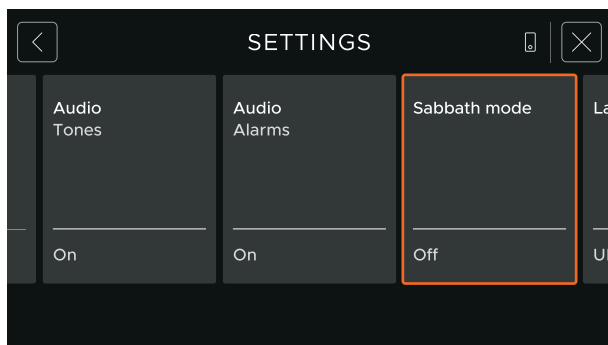 SETTINGS
Audio
Tones
On
Audio
Alarms
On
Sabbath mode
Off